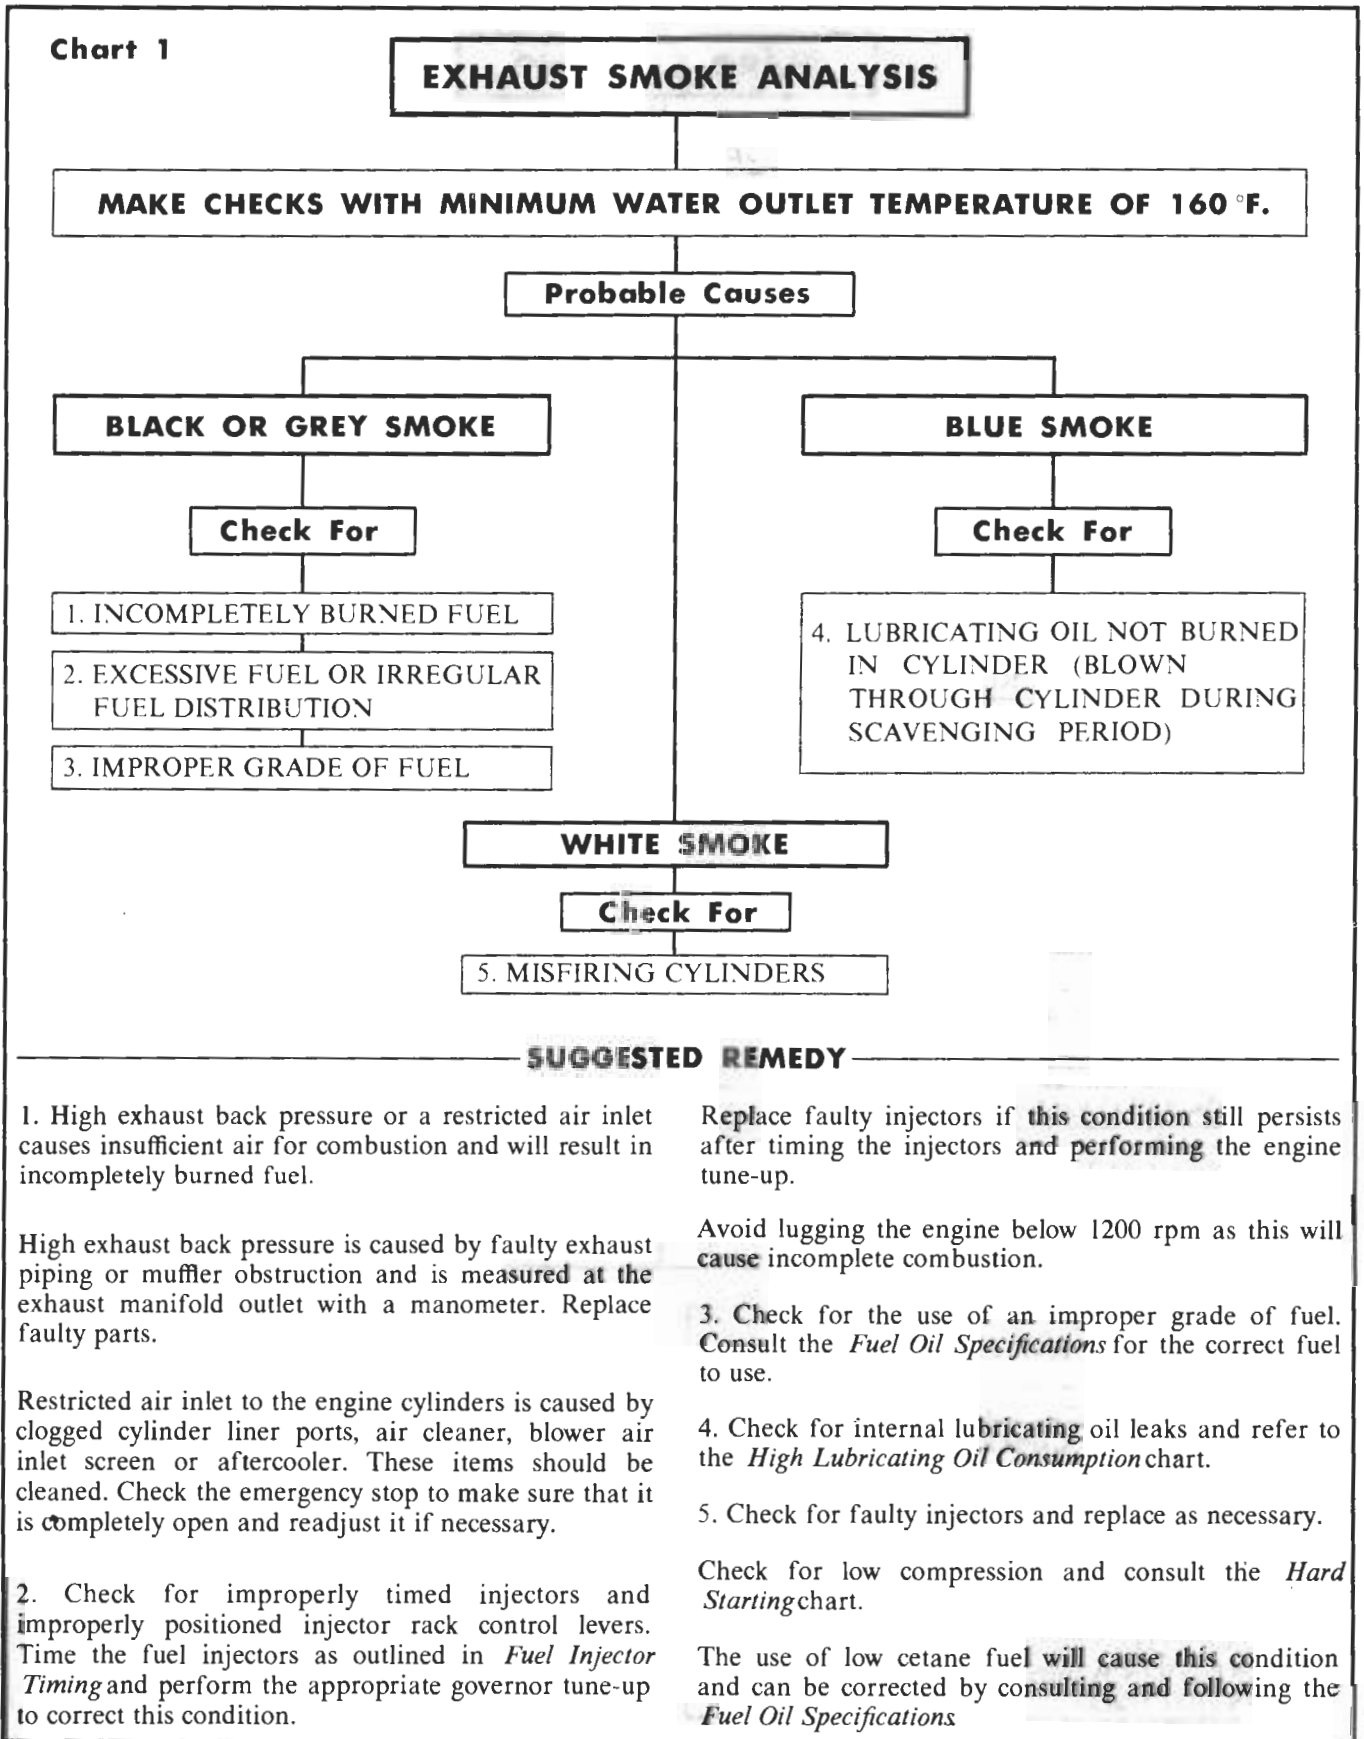 Chart 1
EXHAUST SMOKE ANALYSIS
MAKE CHECKS WITH MINIMUM WATER OUTLET TEMPERATURE OF 160 °F.
Probable Causes
BLACK OR GREY SMOKE
Check For
1. INCOMPLETELY BURNED FUEL
2. EXCESSIVE FUEL OR IRREGULAR
FUEL DISTRIBUTION
3. IMPROPER GRADE OF FUEL
BLUE SMOKE
Check For
4. LUBRICATING OIL NOT BURNED
IN CYLINDER (BLOWN
THROUGH CYLINDER DURING
SCAVENGING PERIOD)
WHITE SMOKE
Check For
5. MISFIRING CYLINDERS
SUGGESTED REMEDY
1. High exhaust back pressure or a restricted air inlet
causes insufficient air for combustion and will result in
incompletely burned fuel.
High exhaust back pressure is caused by faulty exhaust
piping or muffler obstruction and is measured at the
exhaust manifold outlet with a manometer. Replace
faulty parts.
Restricted air inlet to the engine cylinders is caused by
clogged cylinder liner ports, air cleaner, blower air
inlet screen or aftercooler. These items should be
cleaned. Check the emergency stop to make sure that it
is completely open and readjust it if necessary.
2. Check for improperly timed injectors and
improperly positioned injector rack control levers.
Time the fuel injectors as outlined in Fuel Injector
Timing and perform the appropriate governor tune-up
to correct this condition.
Replace faulty injectors if this condition still persists
after timing the injectors and performing the engine
tune-up.
Avoid lugging the engine below 1200 rpm as this will
cause incomplete combustion.
3. Check for the use of an improper grade of fuel.
Consult the Fuel Oil Specifications for the correct fuel
to use.
4. Check for internal lubricating oil leaks and refer to
the High Lubricating Oil Consumption chart.
5. Check for faulty injectors and replace as necessary.
Check for low compression and consult the Hard
Starting chart.
The use of low cetane fuel will cause this condition
and can be corrected by consulting and following the
Fuel Oil Specifications